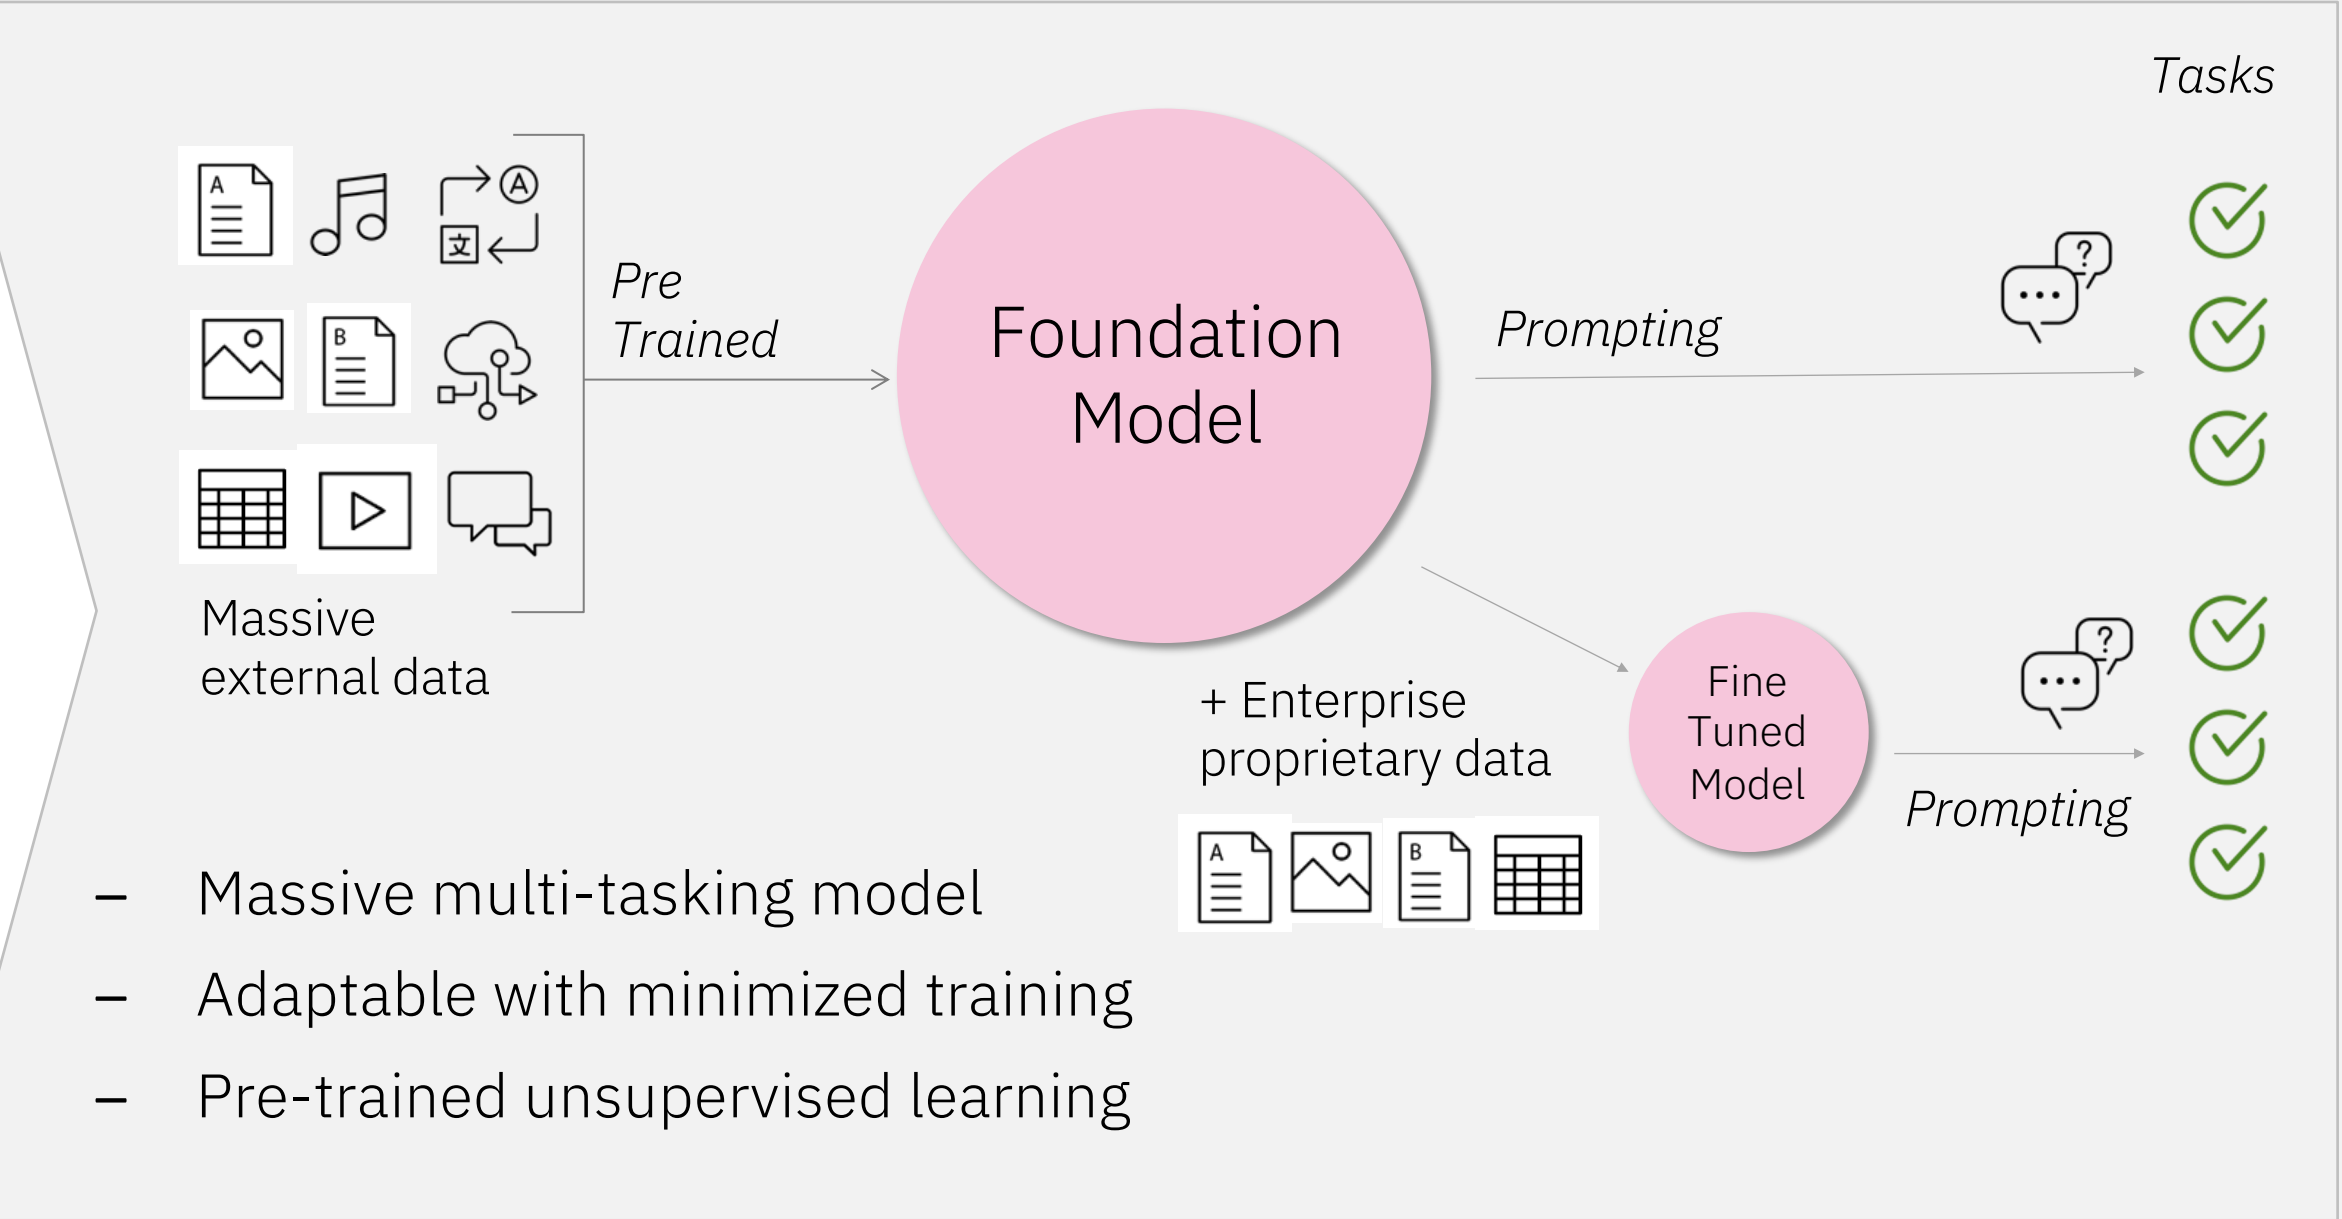 Tasks
A
A
文
Pre
Trained
B
Massive
external data
Foundation
Model
Prompting
?
+ Enterprise
proprietary data
A
B
Fine
Tuned
Model
?
Prompting
– Massive multi-tasking model
– Adaptable with minimized training
– Pre-trained unsupervised learning